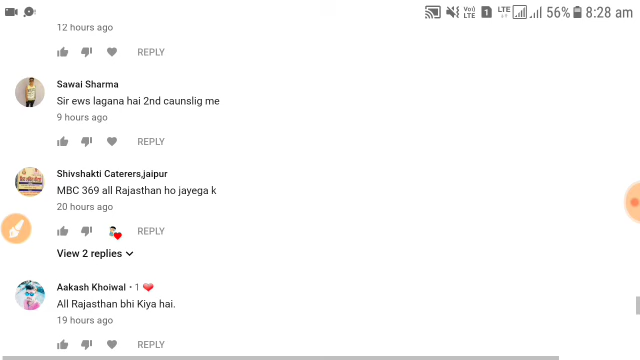 56% 8:28 am
12 hours ago
REPLY
Sawai Sharma
Sir ews lagana hai 2nd caunslig me
9 hours ago
REPLY
Shivshakti Caterers,jaipur
MBC 369 all Rajasthan ho jayega k
20 hours ago
REPLY
View 2 replies
Aakash Khoiwal • 1
All Rajasthan bhi Kiya hai.
19 hours ago
REPLY